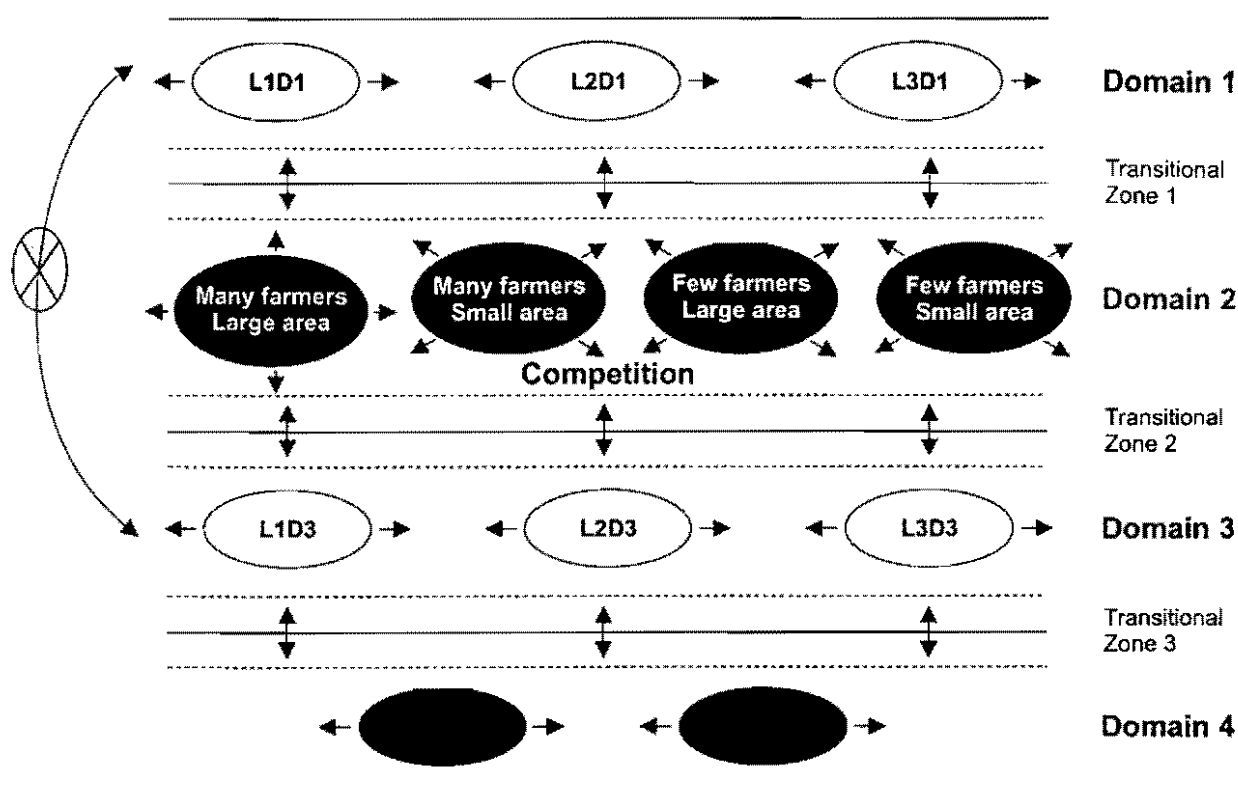 L1D1
L2D1
L3D1
Domain 1
Transitional
Zone 1
Many farmers
Large area
Many farmers
Small area
Few farmers
Large area
Few farmers
Small area
Domain 2
Competition
Transitional
Zone 2
L1D3
L2D3
L3D3
Domain 3
Transitional
Zone 3
Domain 4